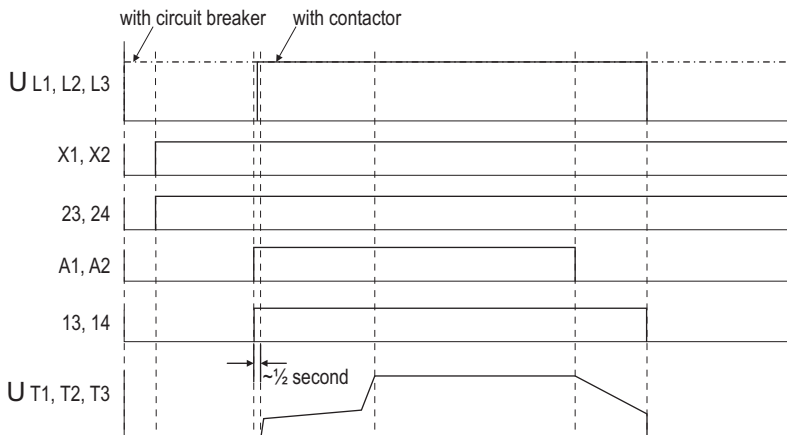 with circuit breaker
with contactor
U L1, L2, L3
X1, X2
23, 24
A1, A2
13, 14
~½ second
U T1, T2, T3